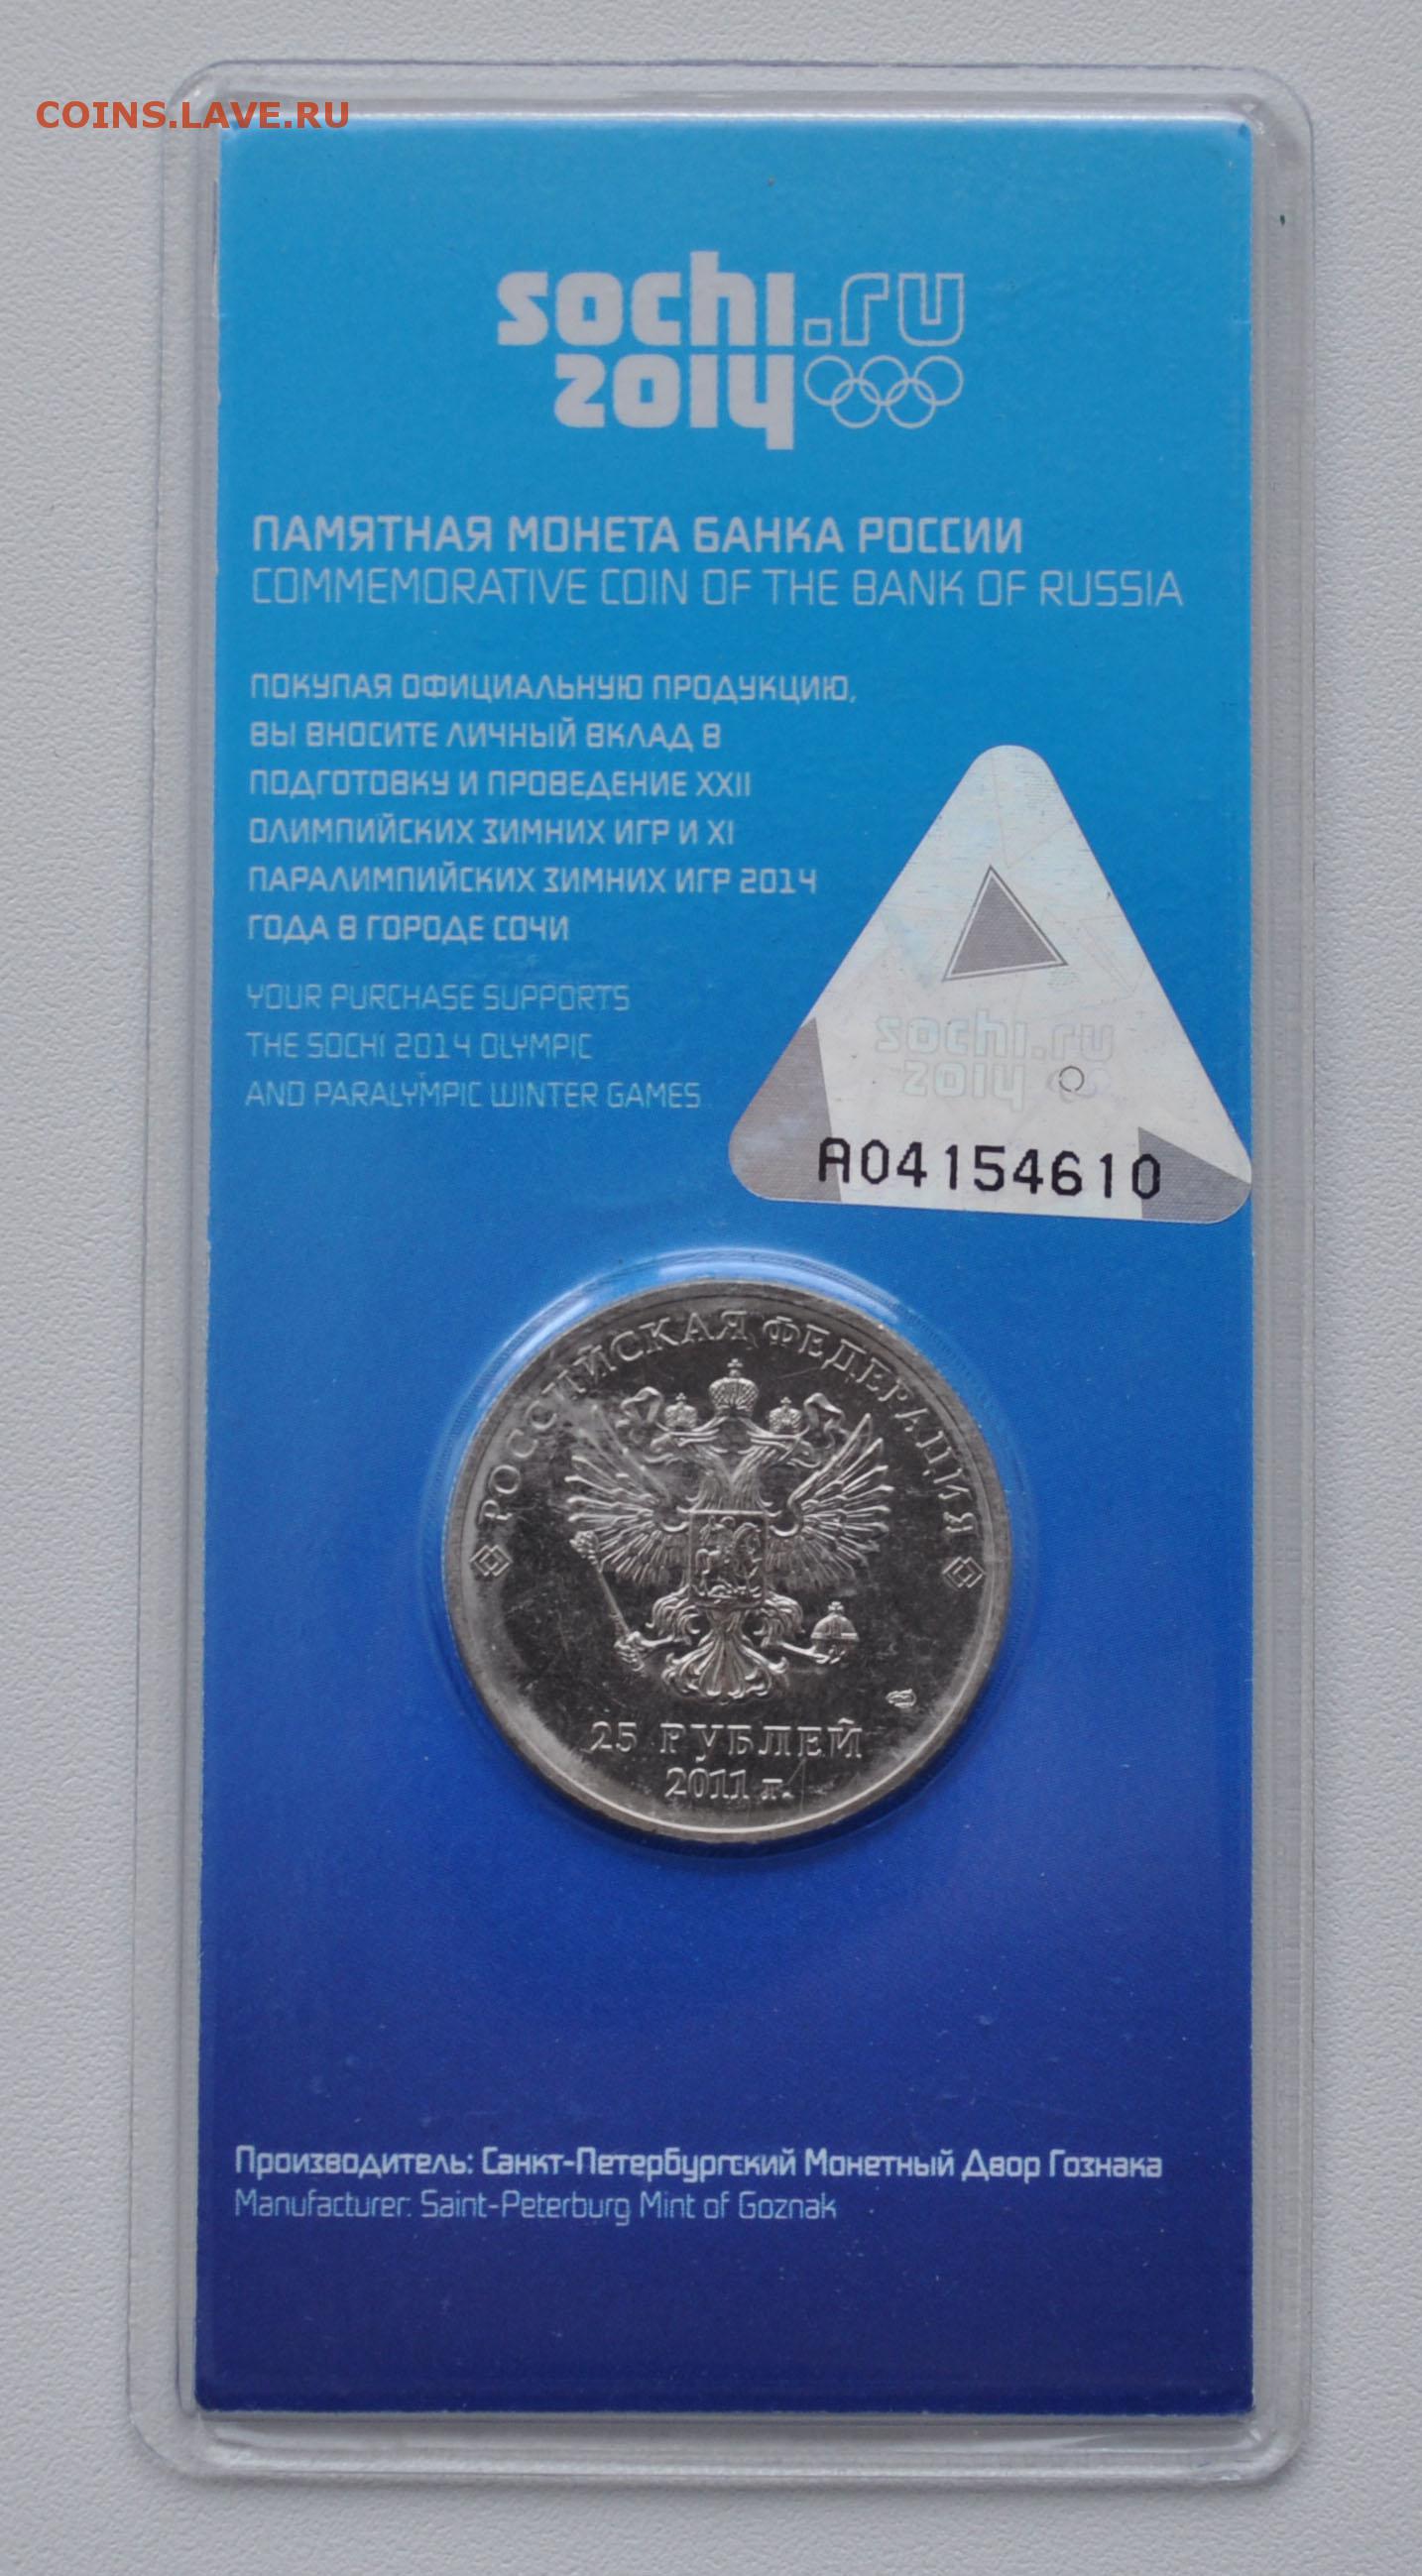 COINS.LAVE.RU
sochi.ru
2014
ПАМЯТНАЯ МОНЕТА БАНКА РОССИИ
COMMEMORATIVE COIN OF THE BANK OF RUSSIA
ПОКУПАЯ ОФИЦИАЛЬНУЮ ПРОДУКЦИЮ,
ВЫ ВНОСИТЕ ЛИЧНЫЙ ВКЛАД В
ПОДГОТОВКУ И ПРОВЕДЕНИЕ XXII
ОЛИМПИЙСКИХ ЗИМНИХ ИГР И XI
ПАРАЛИМПИЙСКИХ ЗИМНИХ ИГР 2014
ГОДА В ГОРОДЕ СОЧИ
YOUR PURCHASE SUPPORTS
THE SOCHI 2014 OLYMPIC
AND PARALYMPIC WINTER GAMES
sochi.ru
2014
A04154610
РОССИЙСКАЯ ФЕДЕРАЦИЯ
25 РУБЛЕЙ
2011 г.
Производитель: Санкт-Петербургский Монетный Двор Гознака
Manufacturer: Saint-Peterburg Mint of Goznak